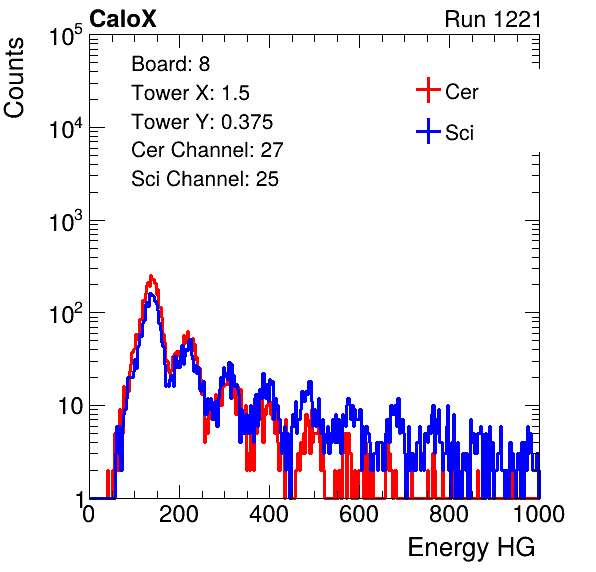 CaloX Run 1221
Counts
10^5
10^4
10^3
10^2
10
1
Board: 8
Tower X: 1.5
Tower Y: 0.375
Cer Channel: 27
Sci Channel: 25
Cer
Sci
0 200 400 600 800 1000
Energy HG